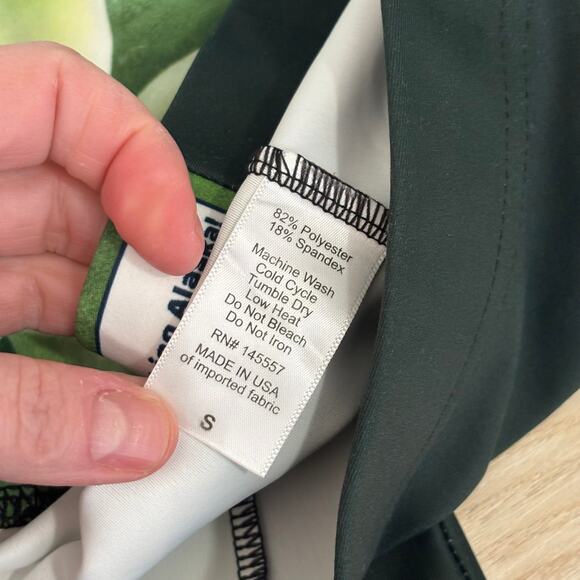 82% Polyester
18% Spandex
Machine Wash
Cold Cycle
Tumble Dry
Low Heat
Do Not Bleach
Do Not Iron
RN# 145557
MADE IN USA
of imported fabric
S